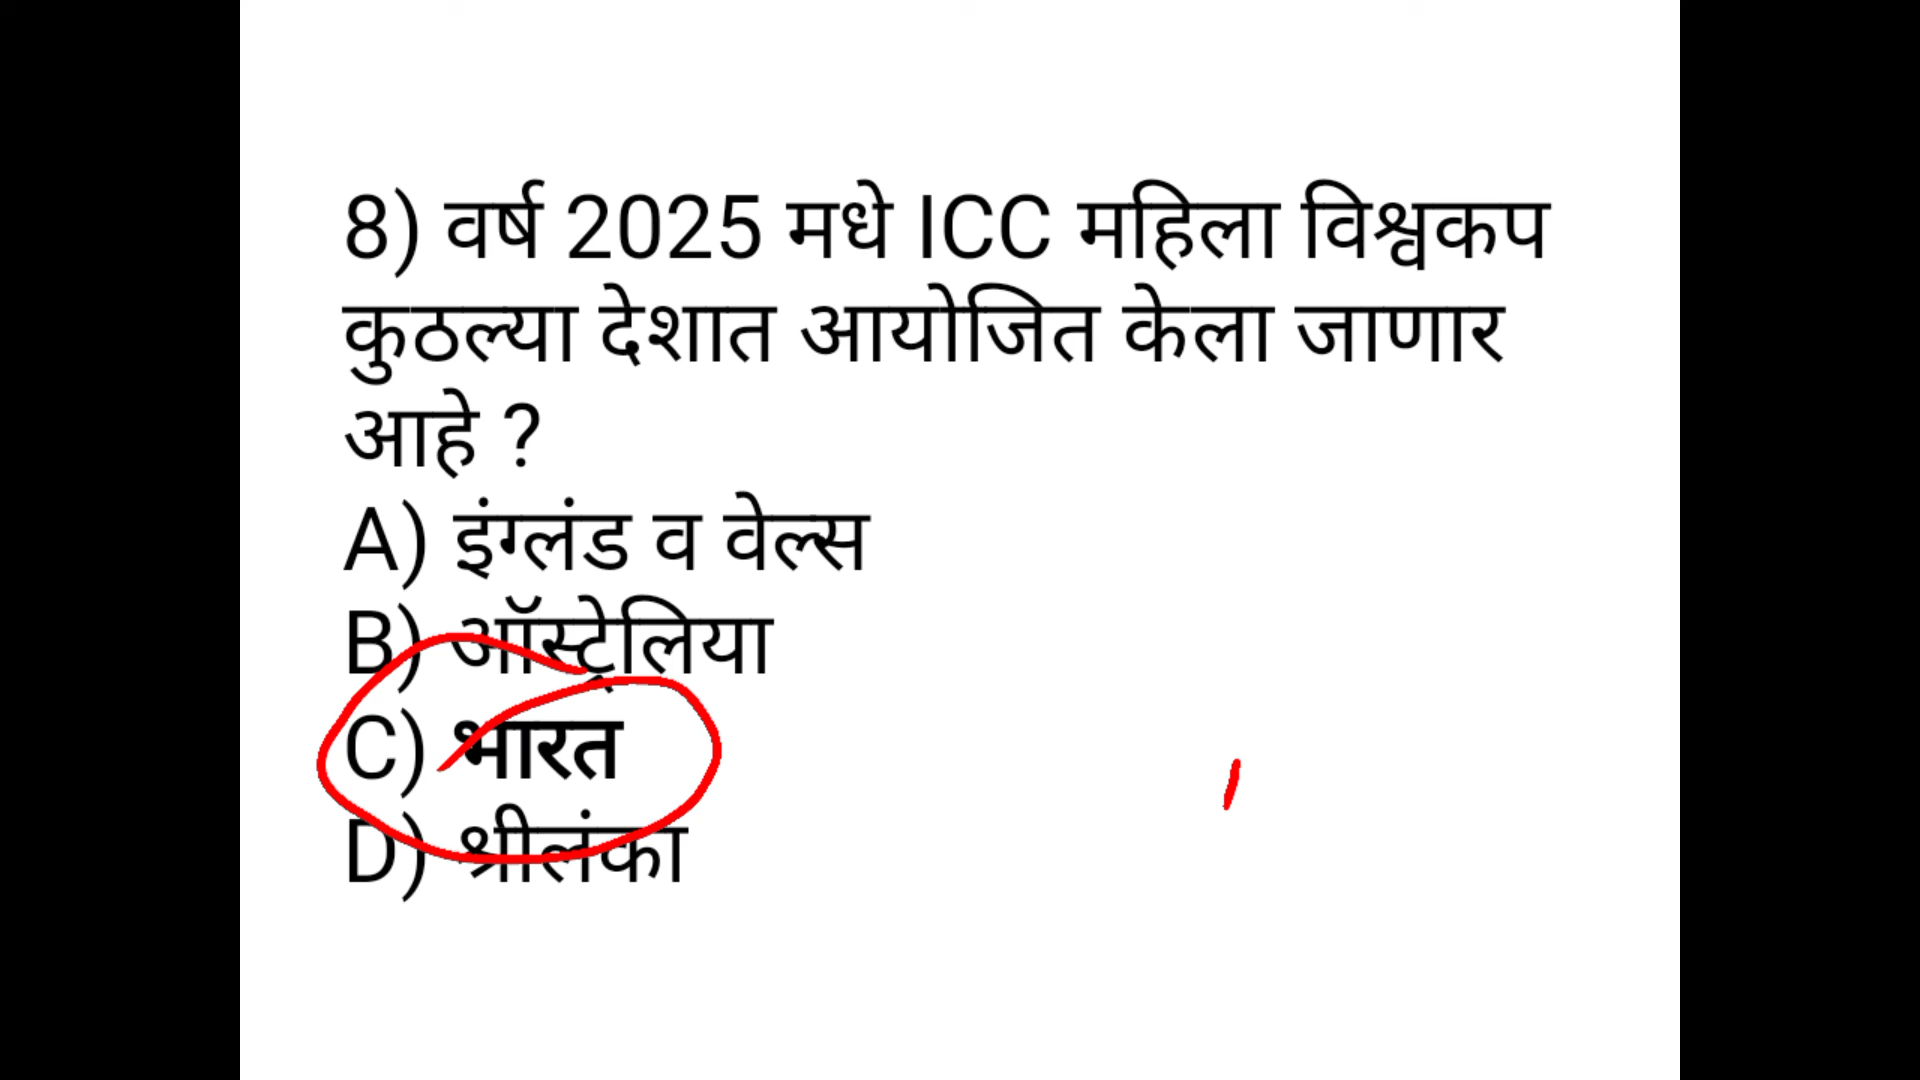 8) वर्ष 2025 मधे ICC महिला विश्वकप
कुठल्या देशात आयोजित केला जाणार
आहे ?
A) इंग्लंड व वेल्स
B) ऑस्ट्रेलिया
C) भारत
D) श्रीलंका